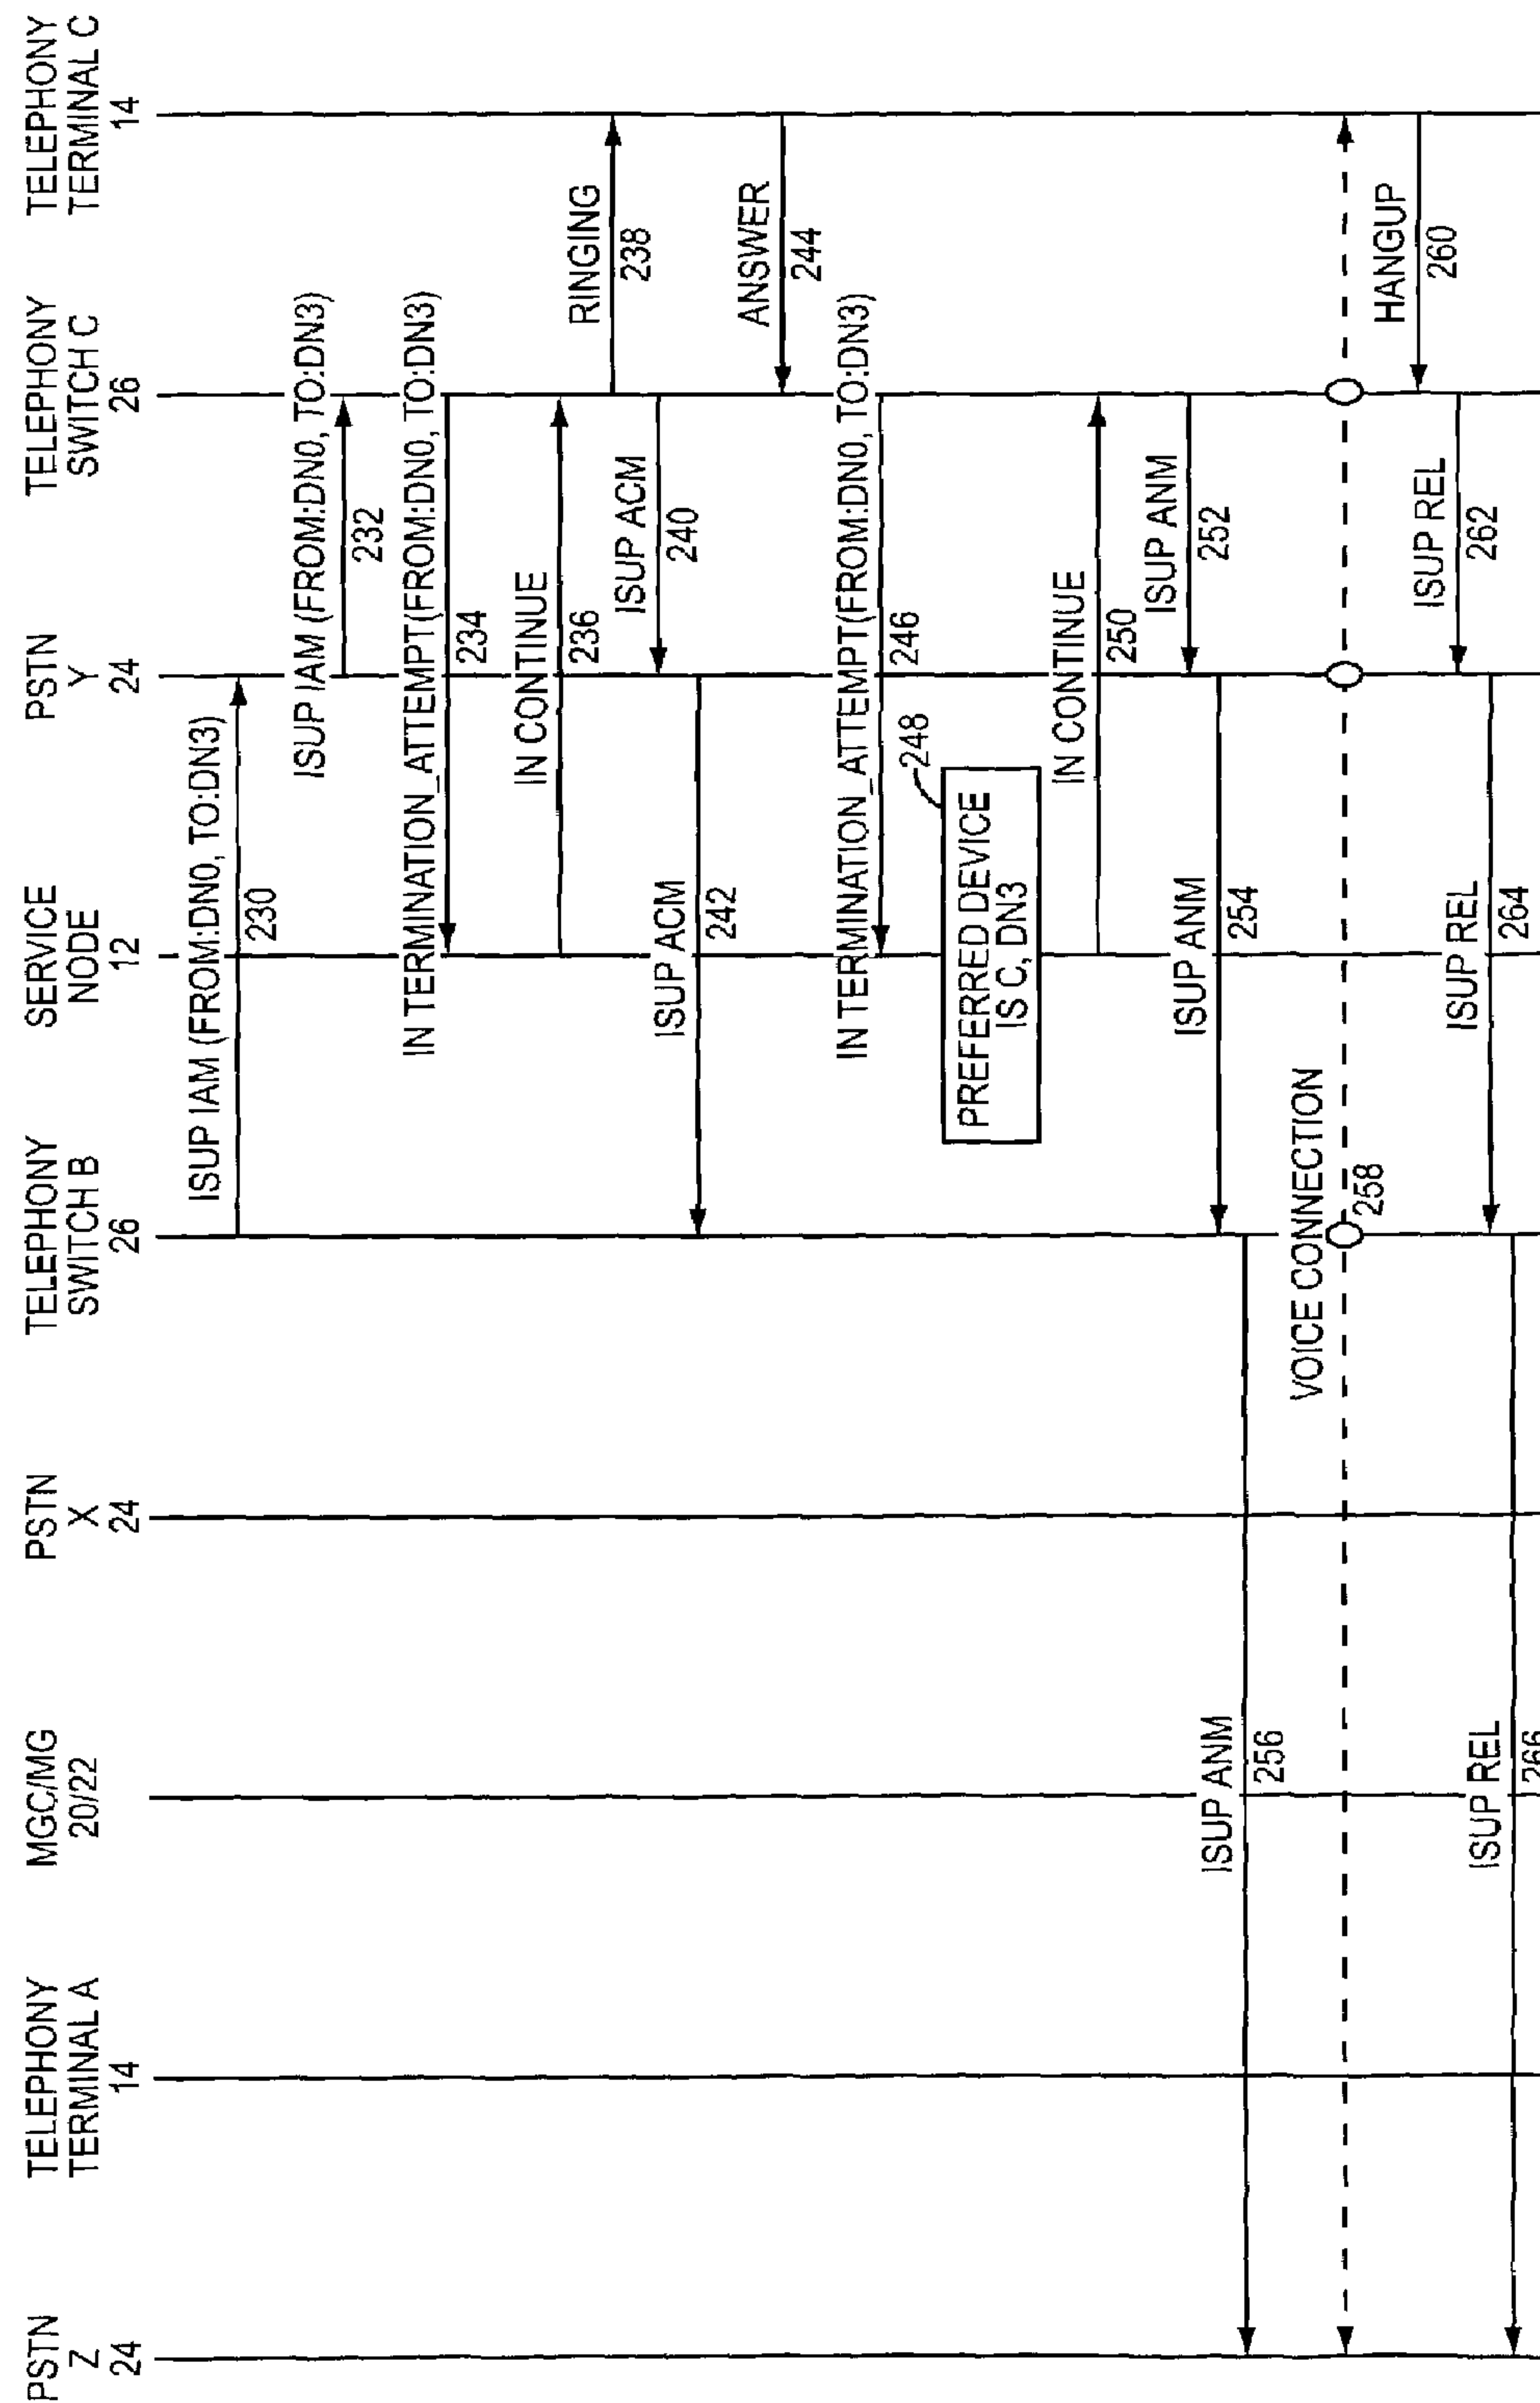 PSTN
Z
24
TELEPHONY
TERMINAL A
14
MGC/MG
20/22
PSTN
X
24
TELEPHONY
SWITCH B
26
SERVICE
NODE
12
PSTN
Y
24
TELEPHONY
SWITCH C
26
TELEPHONY
TERMINAL C
14
ISUP IAM (FROM:DN0, TO:DN3)
230
ISUP IAM (FROM:DN0, TO:DN3)
232
IN TERMINATION_ATTEMPT(FROM:DN0, TO:DN3)
234
IN CONTINUE
236
RINGING
238
ISUP ACM
240
ISUP ACM
242
ANSWER
244
IN TERMINATION_ATTEMPT(FROM:DN0, TO:DN3)
246
248
PREFERRED DEVICE
IS C, DN3
IN CONTINUE
250
ISUP ANM
252
ISUP ANM
254
ISUP ANM
256
VOICE CONNECTION
258
HANGUP
260
ISUP REL
262
ISUP REL
264
ISUP REL
266